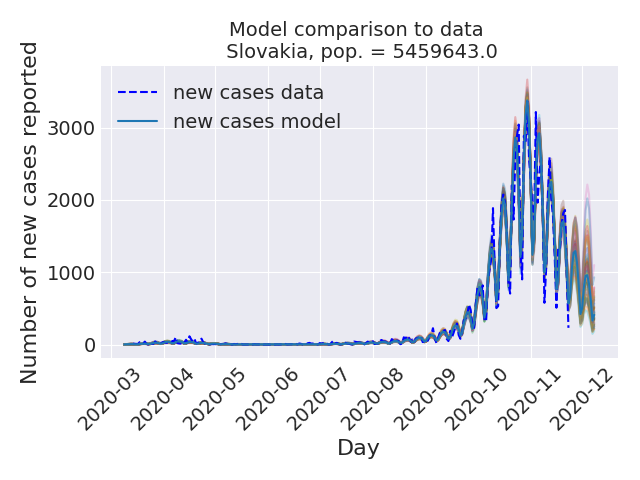 Model comparison to data
Slovakia, pop. = 5459643.0
Number of new cases reported
new cases data
new cases model
3000
2000
1000
0
2020-03
2020-04
2020-05
2020-06
2020-07
2020-08
2020-09
2020-10
2020-11
2020-12
Day